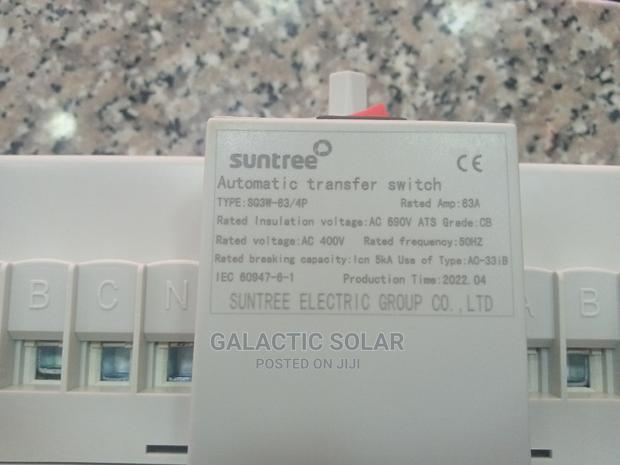 suntree CE
Automatic transfer switch
TYPE:SQ3W-63/4P Rated Amp:63A
Rated Insulation voltage:AC 690V ATS Grade:CB
Rated voltage:AC 400V Rated frequency:50HZ
Rated breaking capacity:Icn 5kA Use of Type:AC-33iB
IEC 60947-6-1 Production Time:2022.04
SUNTREE ELECTRIC GROUP CO.,LTD
B C N A B
GALACTIC SOLAR
POSTED ON JIJI